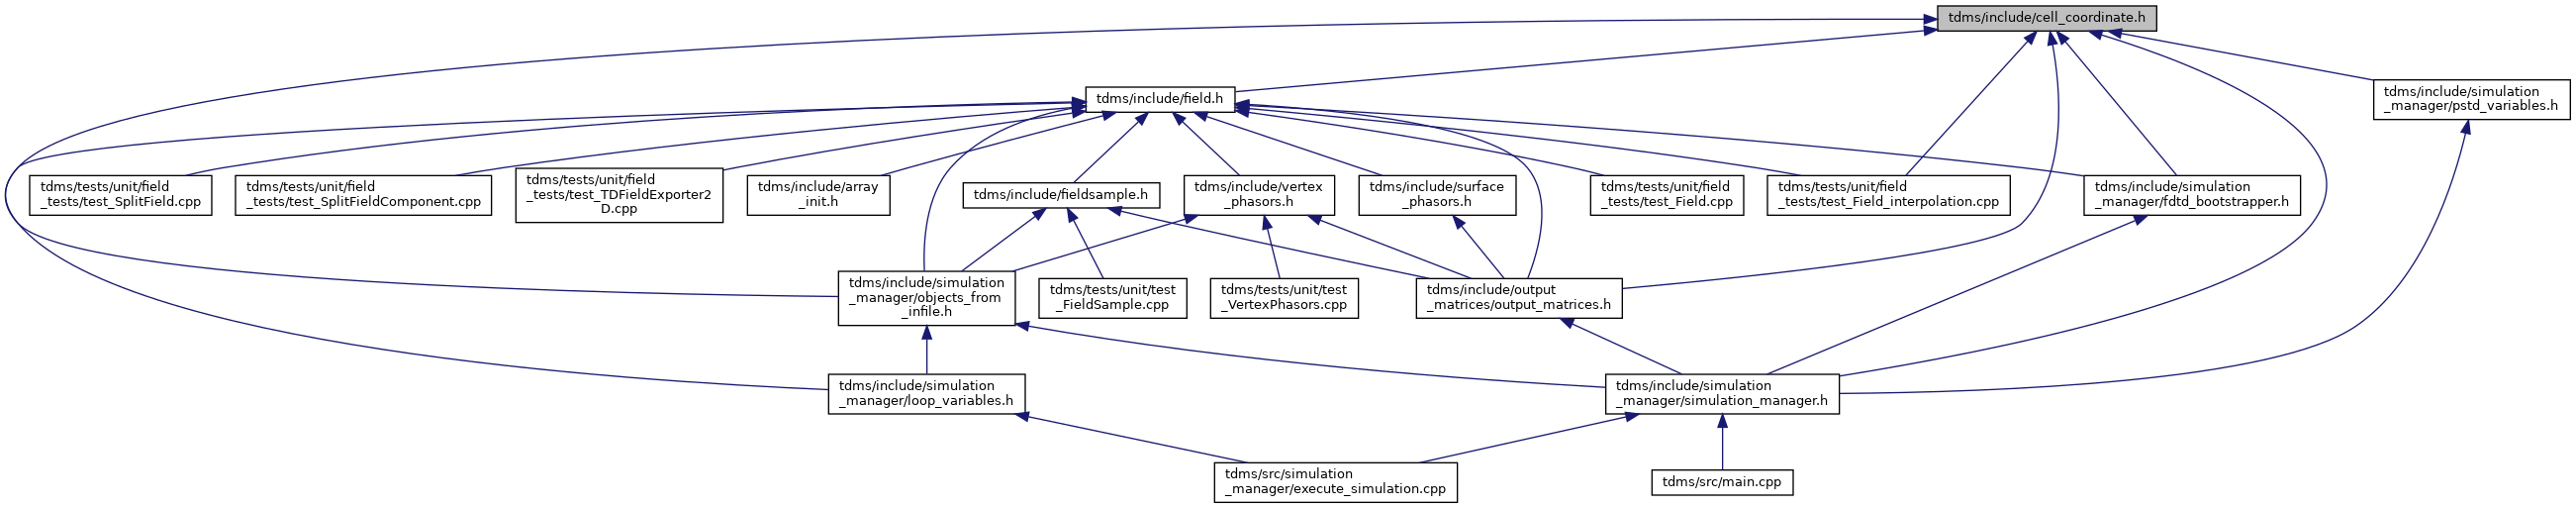 tdms/include/cell_coordinate.h
tdms/include/field.h
tdms/include/simulation
_manager/pstd_variables.h
tdms/tests/unit/field
_tests/test_SplitField.cpp
tdms/tests/unit/field
_tests/test_SplitFieldComponent.cpp
tdms/tests/unit/field
_tests/test_TDFieldExporter2
D.cpp
tdms/include/array
_init.h
tdms/include/fieldsample.h
tdms/include/vertex
_phasors.h
tdms/include/surface
_phasors.h
tdms/tests/unit/field
_tests/test_Field.cpp
tdms/tests/unit/field
_tests/test_Field_interpolation.cpp
tdms/include/simulation
_manager/fdtd_bootstrapper.h
tdms/include/simulation
_manager/objects_from
_infile.h
tdms/tests/unit/test
_FieldSample.cpp
tdms/tests/unit/test
_VertexPhasors.cpp
tdms/include/output
_matrices/output_matrices.h
tdms/include/simulation
_manager/loop_variables.h
tdms/include/simulation
_manager/simulation_manager.h
tdms/src/simulation
_manager/execute_simulation.cpp
tdms/src/main.cpp